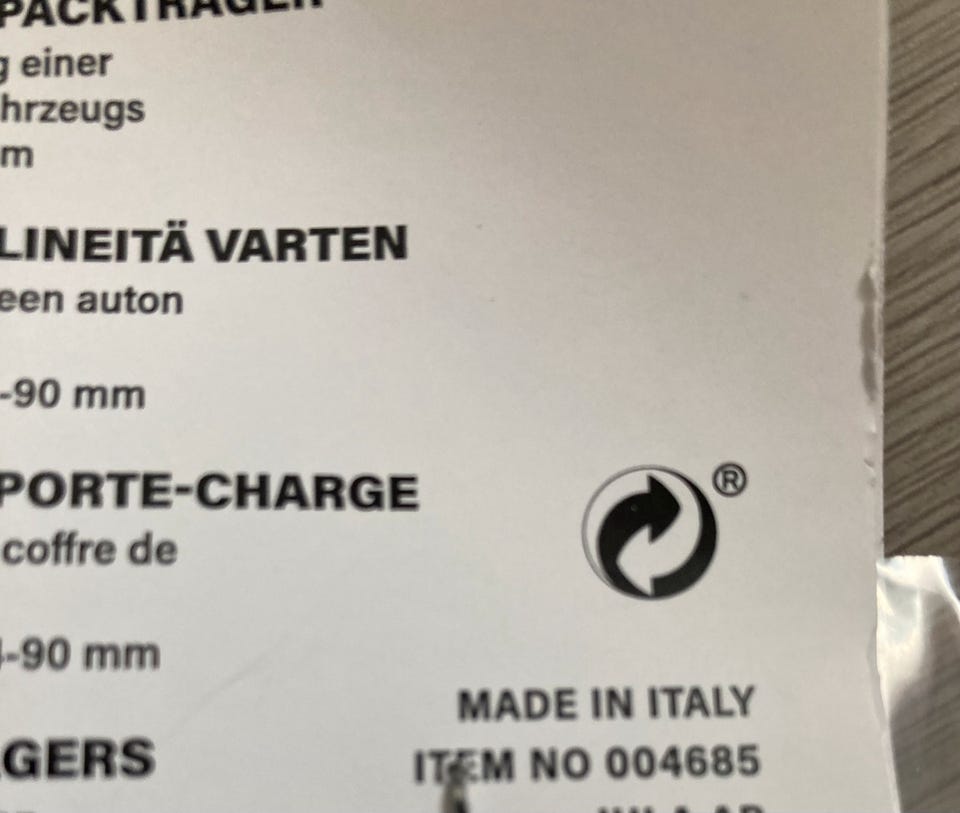 PACKTRÄGER
g einer
hrzeugs
m
LINEITÄ VARTEN
een auton
-90 mm
PORTE-CHARGE
coffre de
-90 mm
GERS
®
MADE IN ITALY
ITEM NO 004685